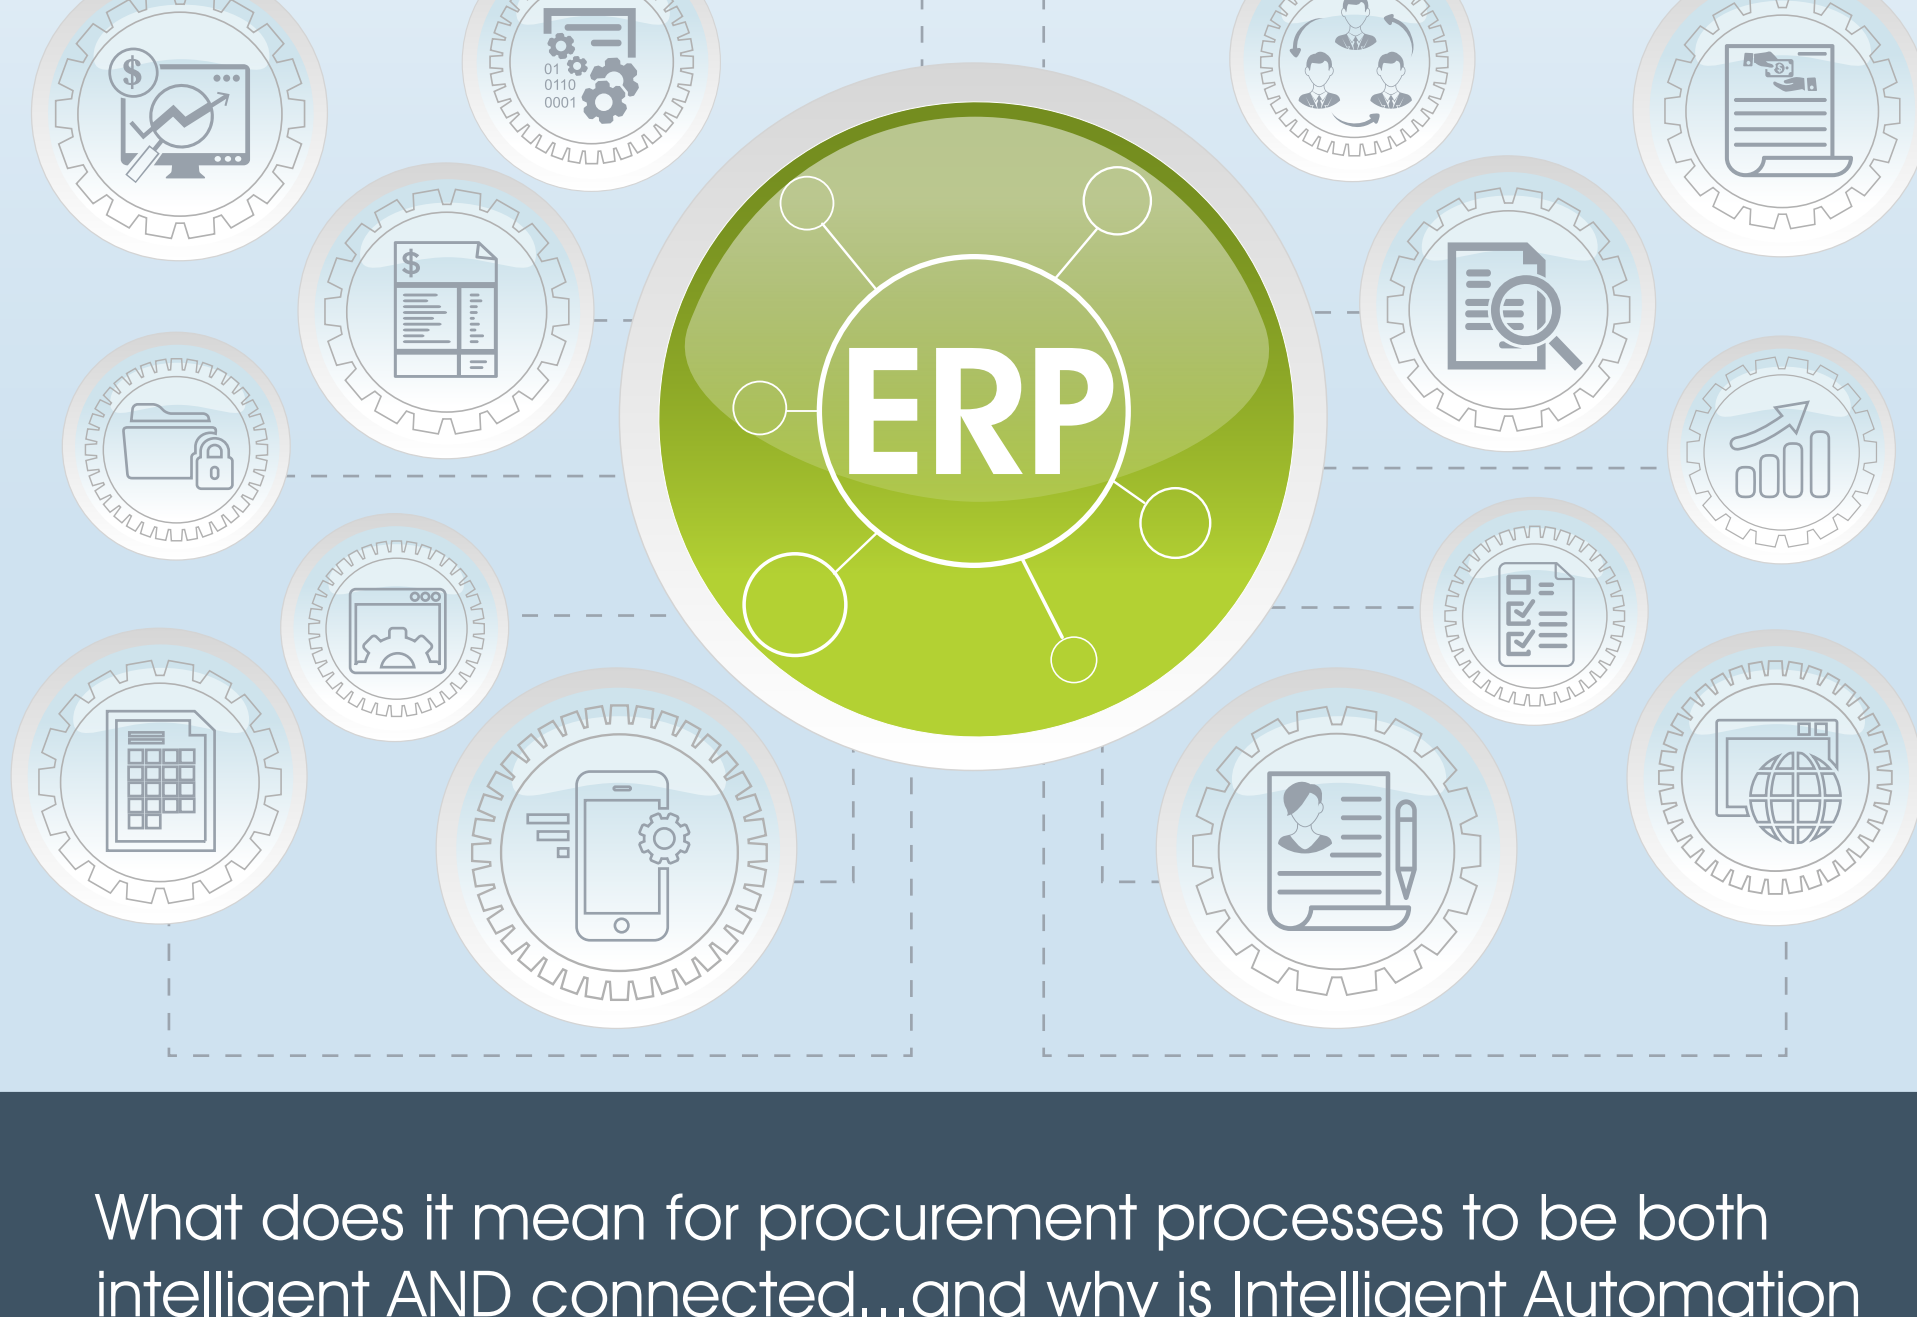 $
01
0110
0001
$
$
ERP
What does it mean for procurement processes to be both
intelligent AND connected...and why is Intelligent Automation